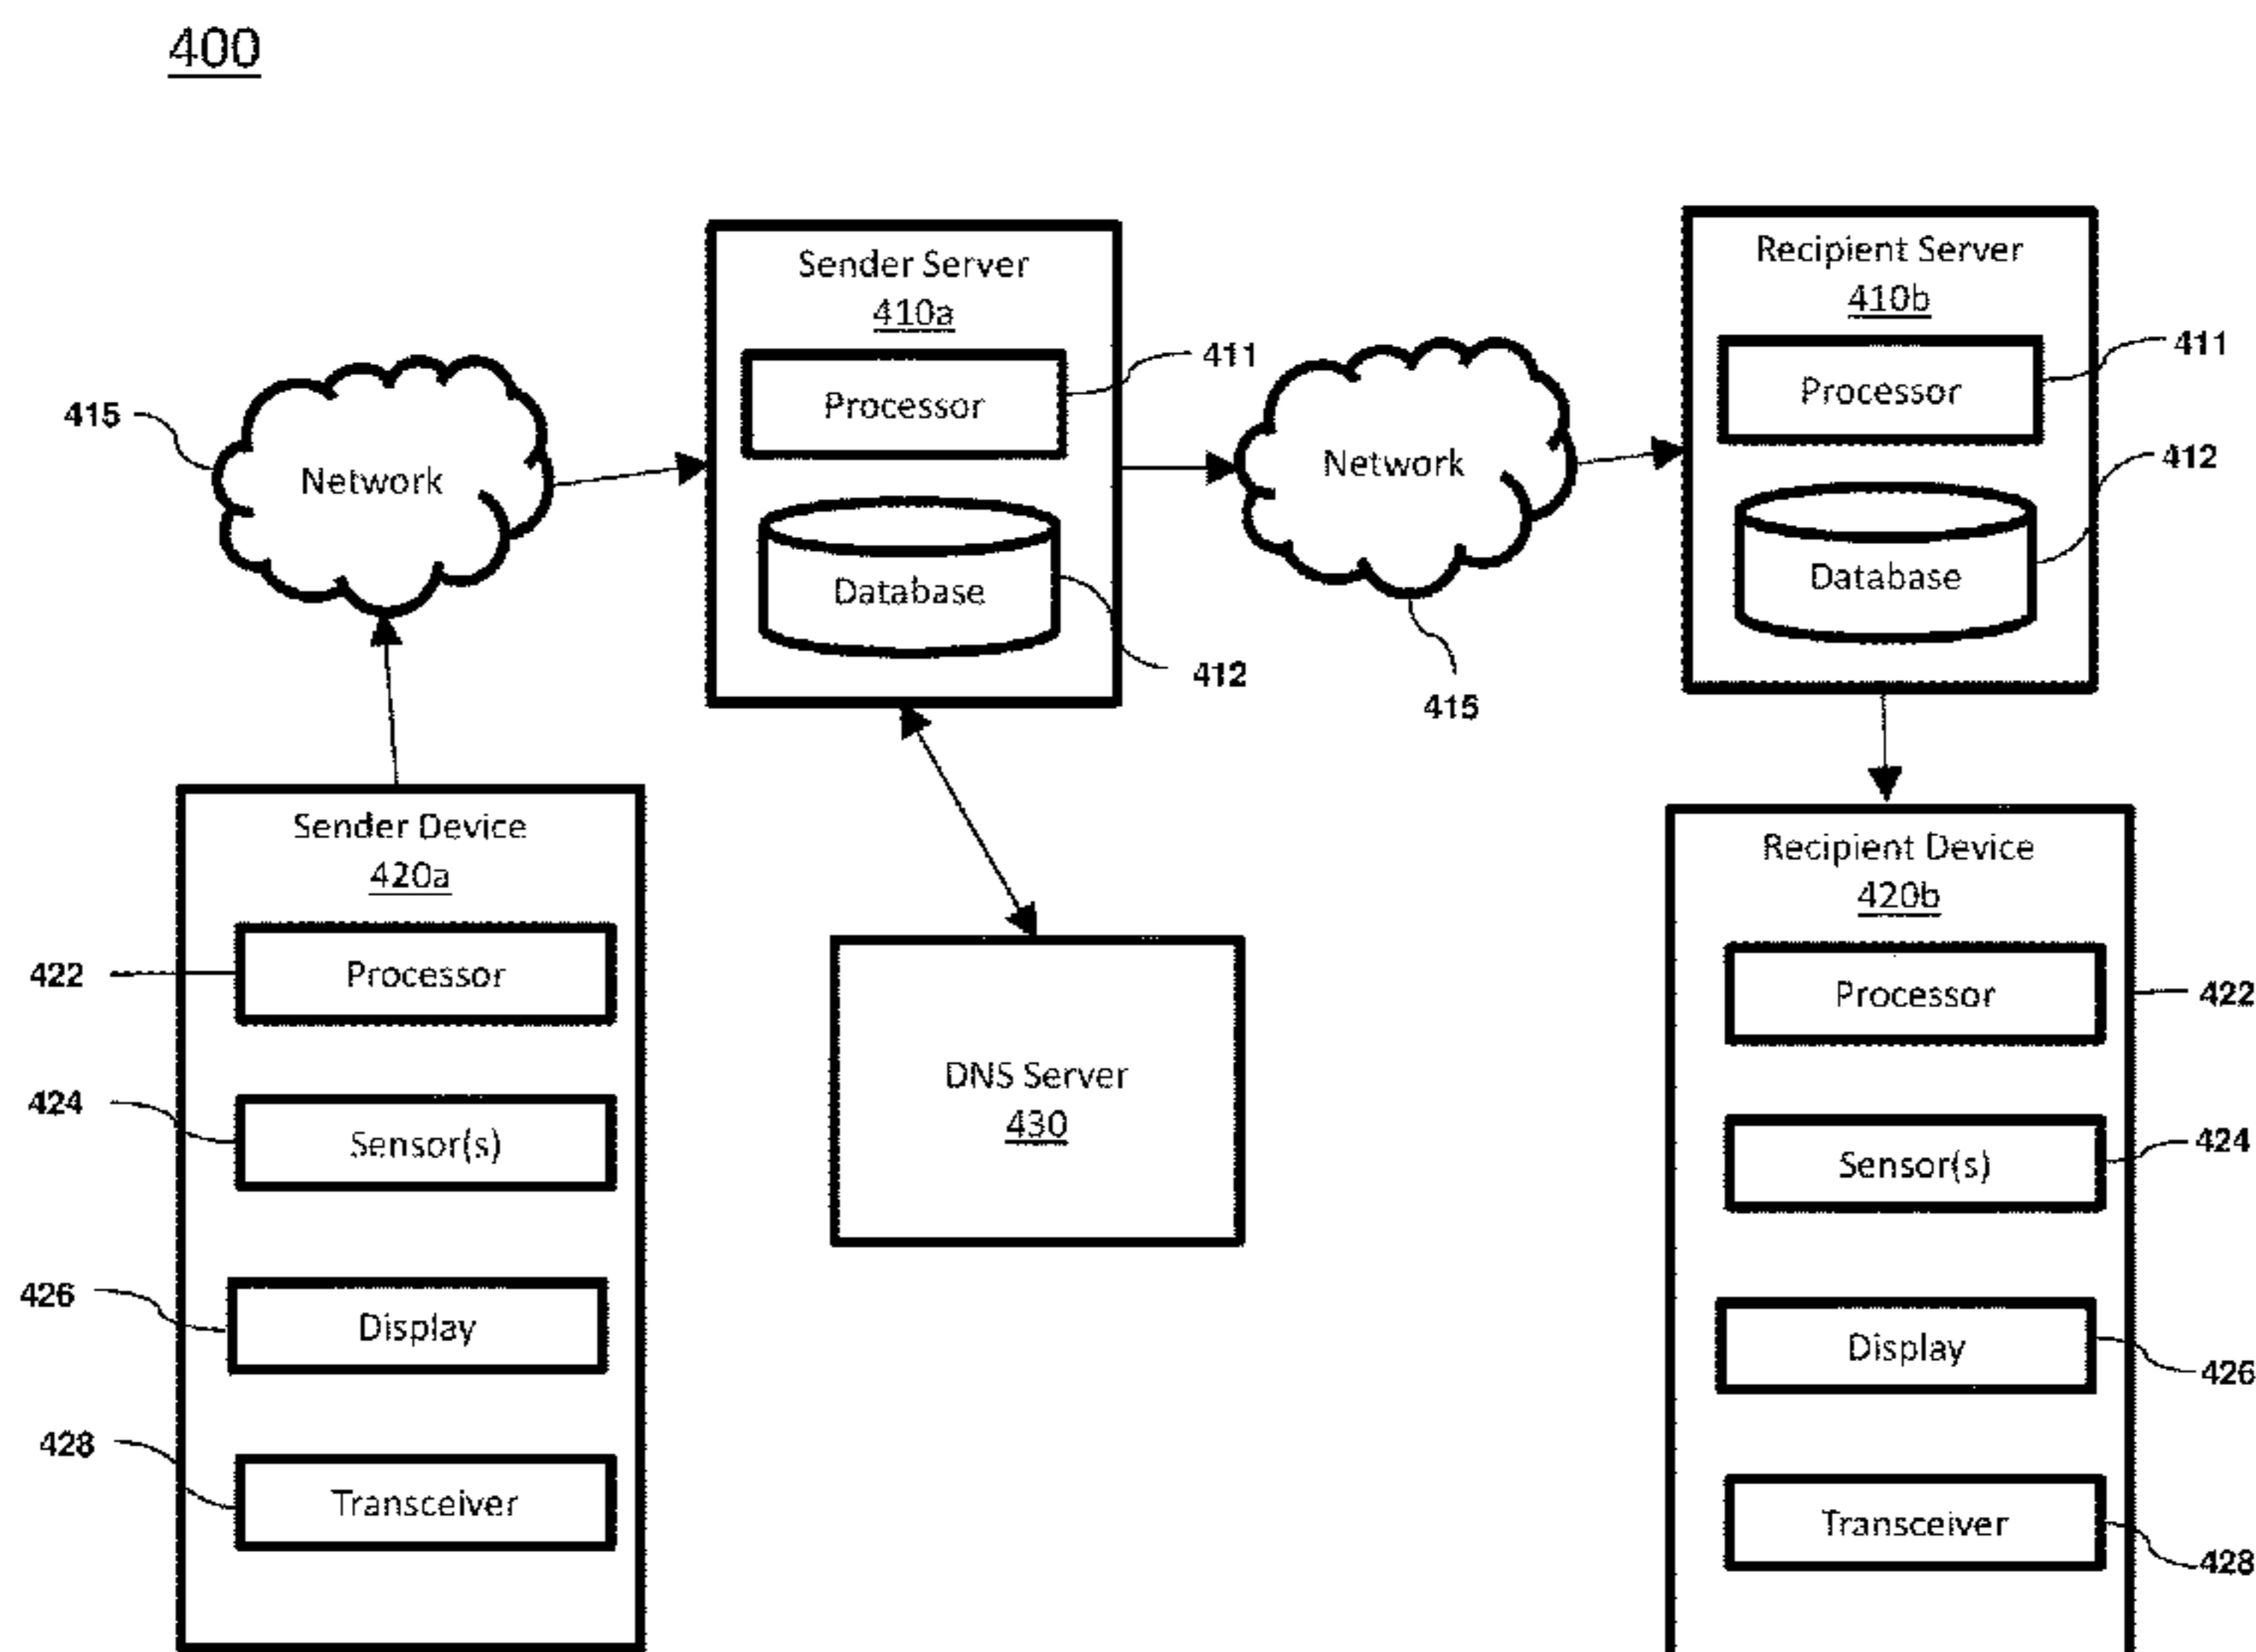 400
Sender Server
410a
Processor
411
Database
412
Recipient Server
410b
Processor
411
Database
412
415
Network
Network
415
Sender Device
420a
422
Processor
424
Sensor(s)
426
Display
428
Transceiver
DNS Server
430
Recipient Device
420b
Processor
422
Sensor(s)
424
Display
426
Transceiver
428